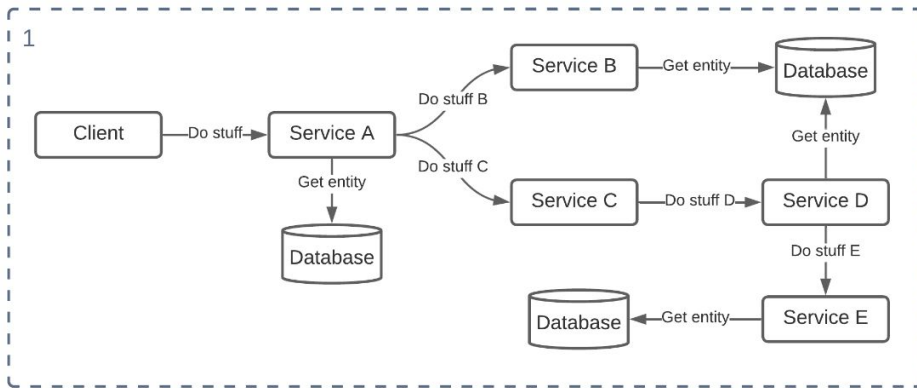 1
Service B
Get entity
Database
Do stuff B
Client
Do stuff
Service A
Get entity
Do stuff C
Get entity
Service C
Do stuff D
Service D
Database
Do stuff E
Database
Get entity
Service E